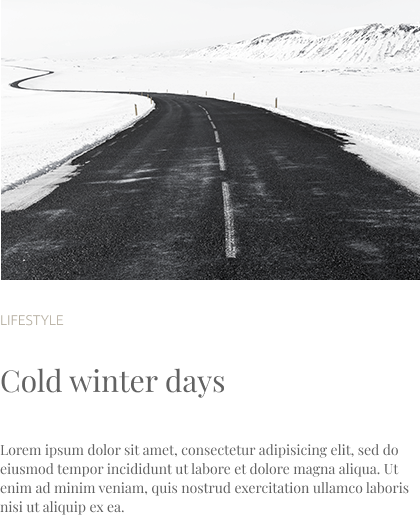 LIFESTYLE
Cold winter days
Lorem ipsum dolor sit amet, consectetur adipisicing elit, sed do
eiusmod tempor incididunt ut labore et dolore magna aliqua. Ut
enim ad minim veniam, quis nostrud exercitation ullamco laboris
nisi ut aliquip ex ea.